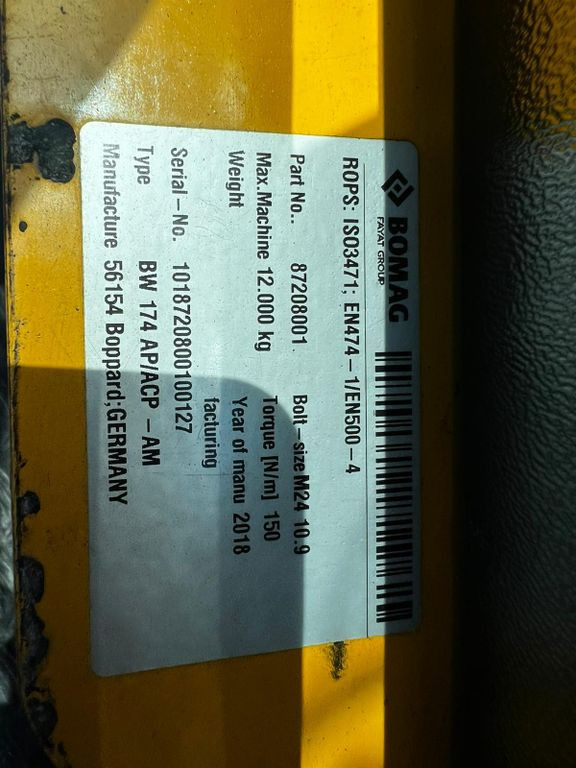 BOMAG
FAYAT GROUP
ROPS: ISO3471; EN474-1/EN500-4
Part No.. 87208001. Bolt-size M24 10.9
Max.Machine 12.000 kg Torque [N/m] 150
Weight Year of manu 2018
facturing
Serial-No. 101872080100127
Type BW 174 AP/ACP-AM
Manufacture 56154 Boppard;GERMANY